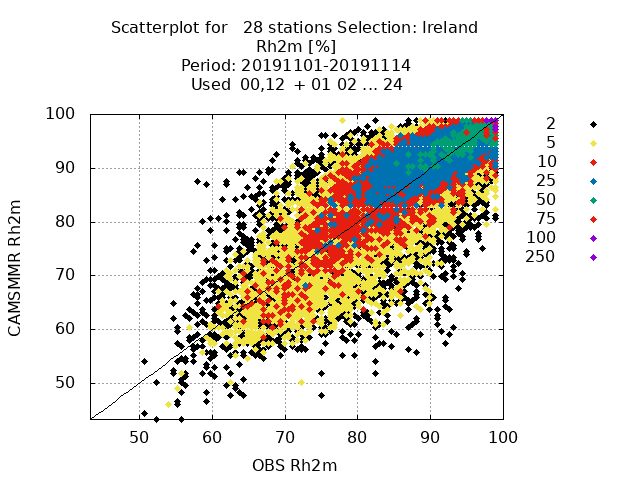 Scatterplot for   28 stations Selection: Ireland
Rh2m [%]
Period: 20191101-20191114
Used  00,12  + 01 02 ... 24
100
90
80
70
60
50
CAMSMMR Rh2m
50 60 70 80 90 100
OBS Rh2m
2
5
10
25
50
75
100
250